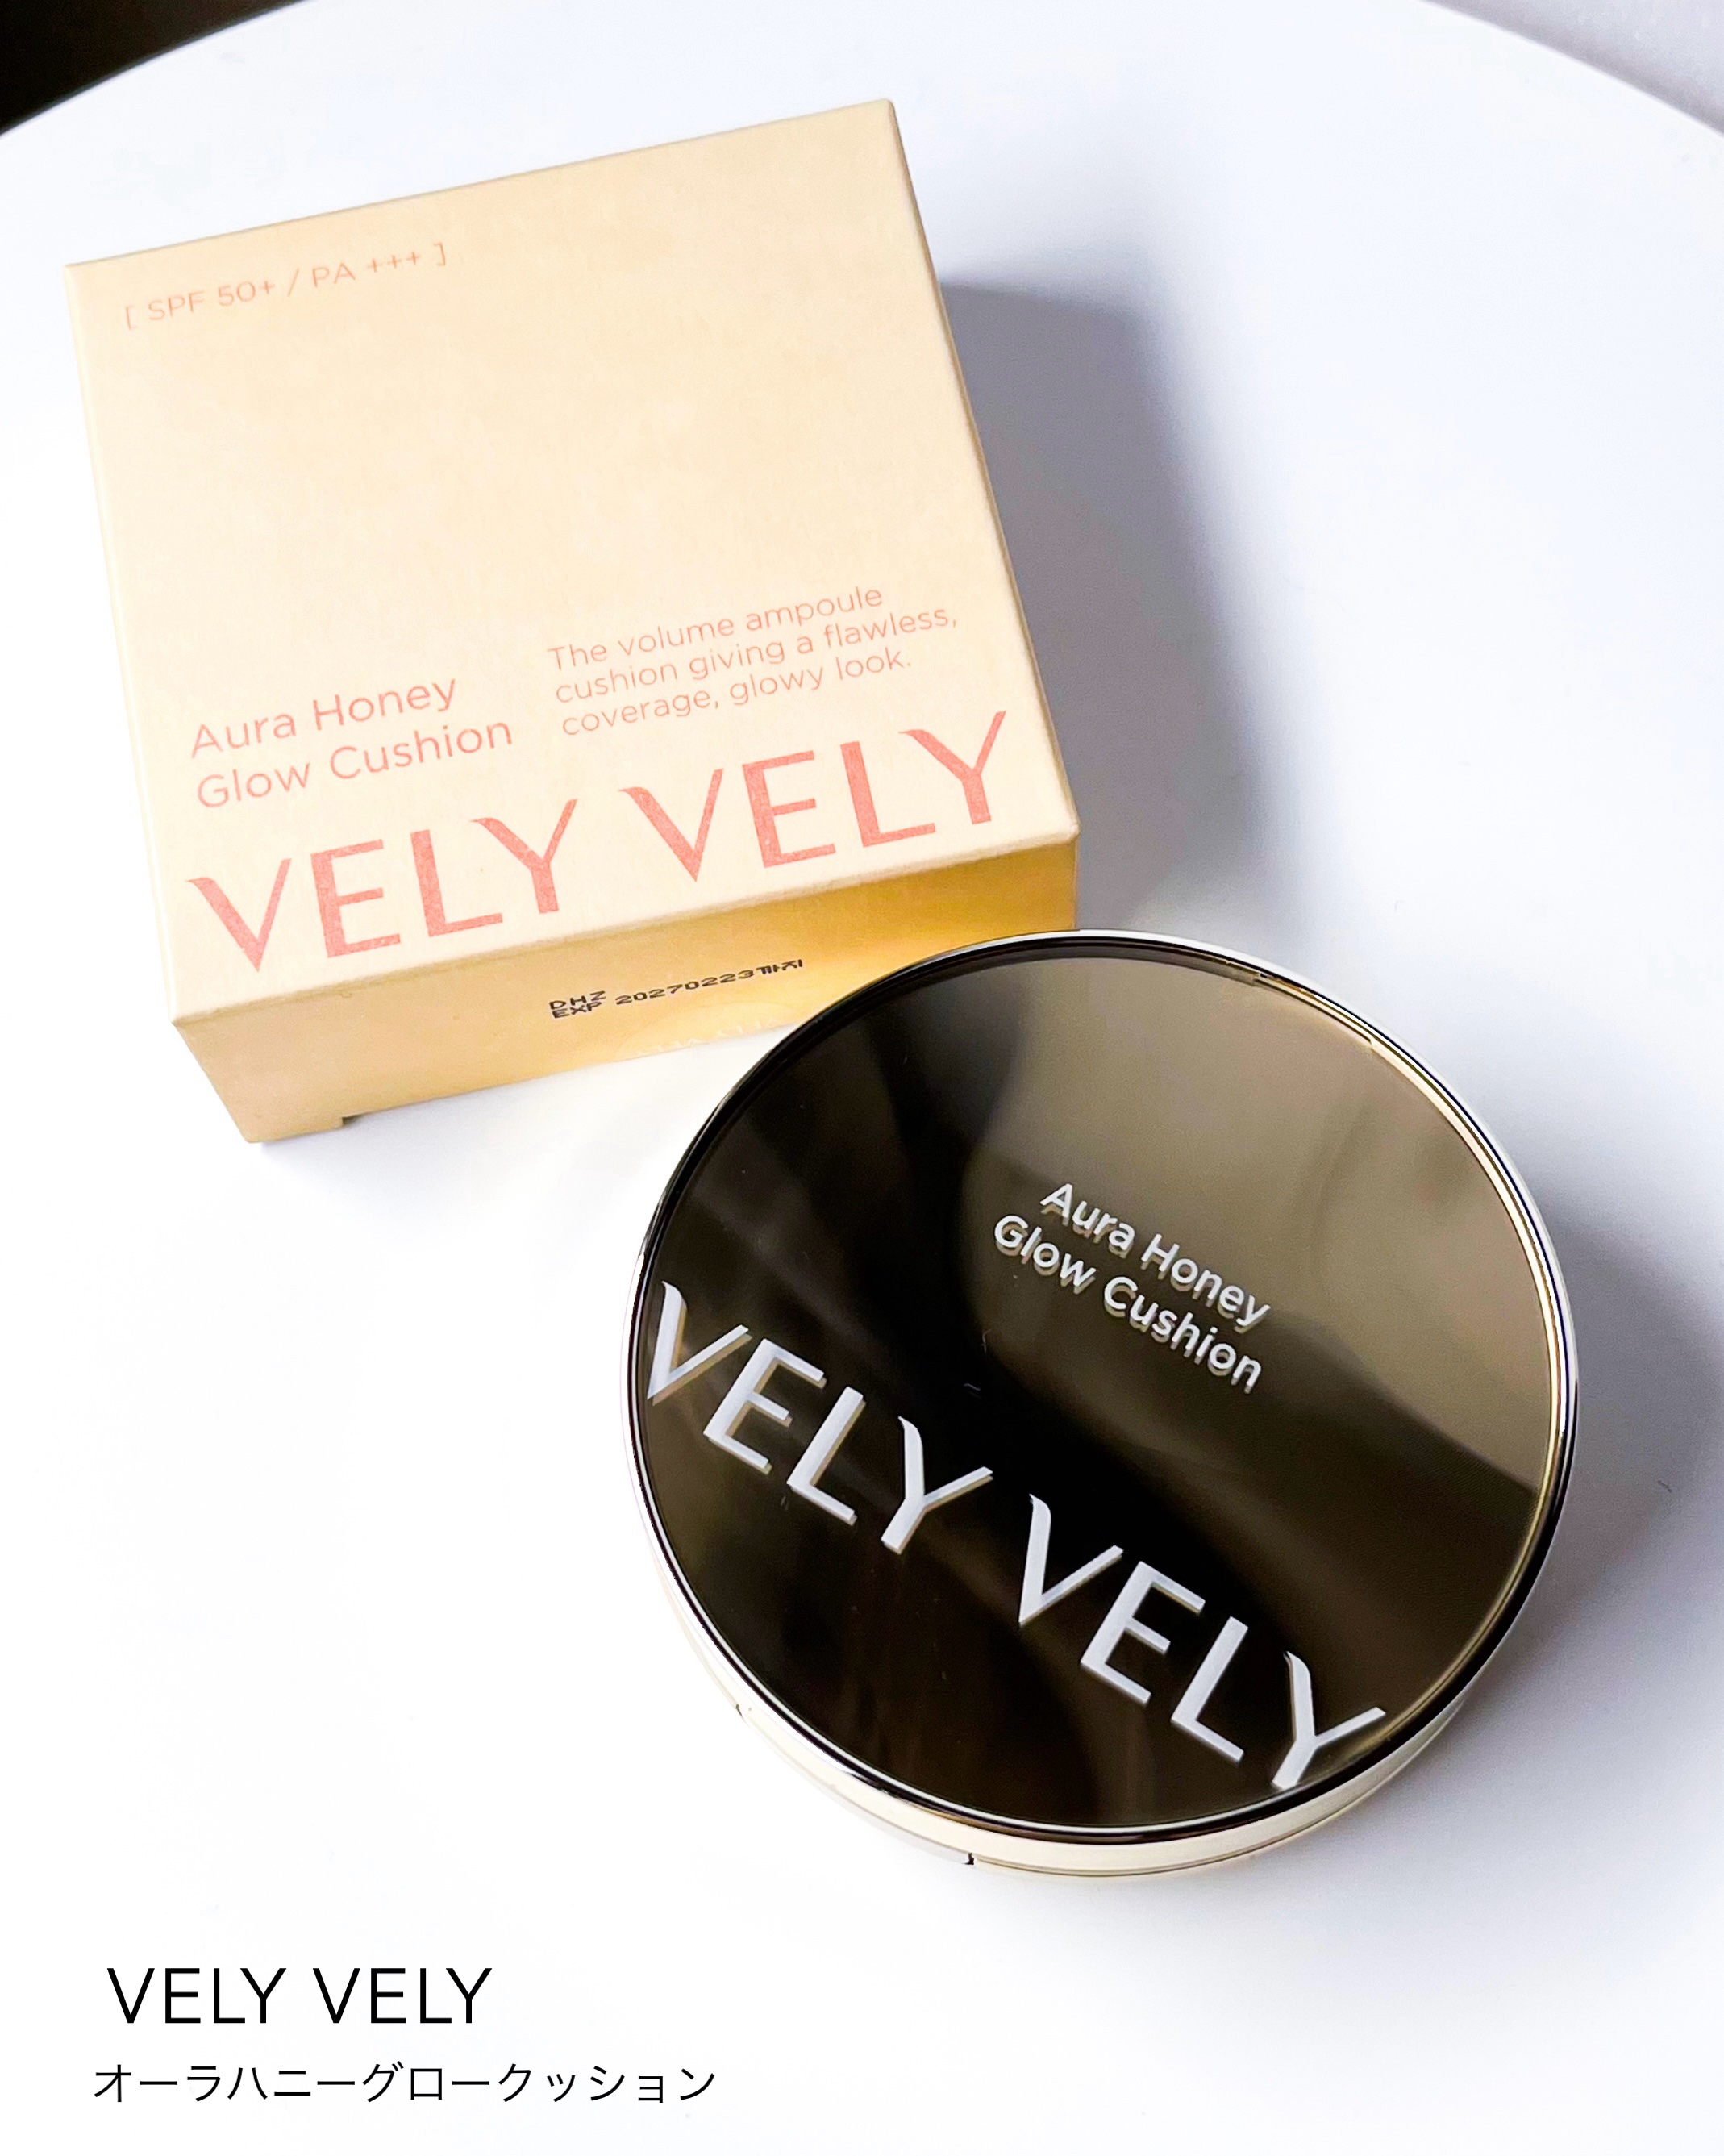 [ SPF 50+ / PA +++ ]
The volume ampoule
cushion giving a flawless,
coverage, glowy look.
Aura Honey
Glow Cushion
VELY VELY
DHZ
EXP 20270223까지
Aura Honey
Glow Cushion
VELY VELY
VELY VELY
オーラハニーグロークッション